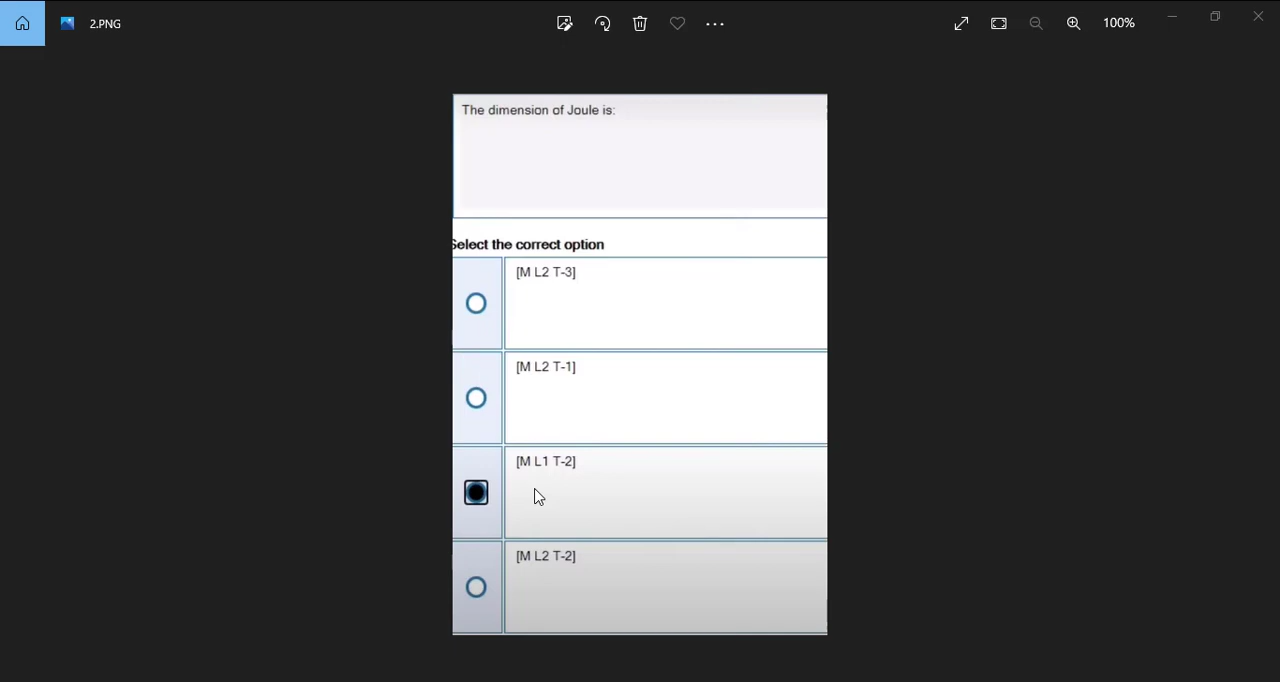 2.PNG
100%
The dimension of Joule is:
Select the correct option
[M L2 T-3]
[M L2 T-1]
[M L1 T-2]
[M L2 T-2]